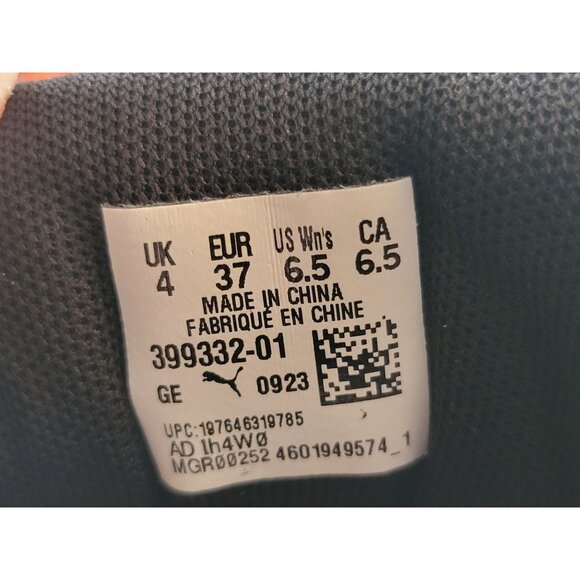 UK EUR US Wn's CA
4 37 6.5 6.5
MADE IN CHINA
FABRIQUÉ EN CHINE
399332-01
GE 0923
UPC:197646319785
AD Ih4W0
MGR00252 4601949574_1